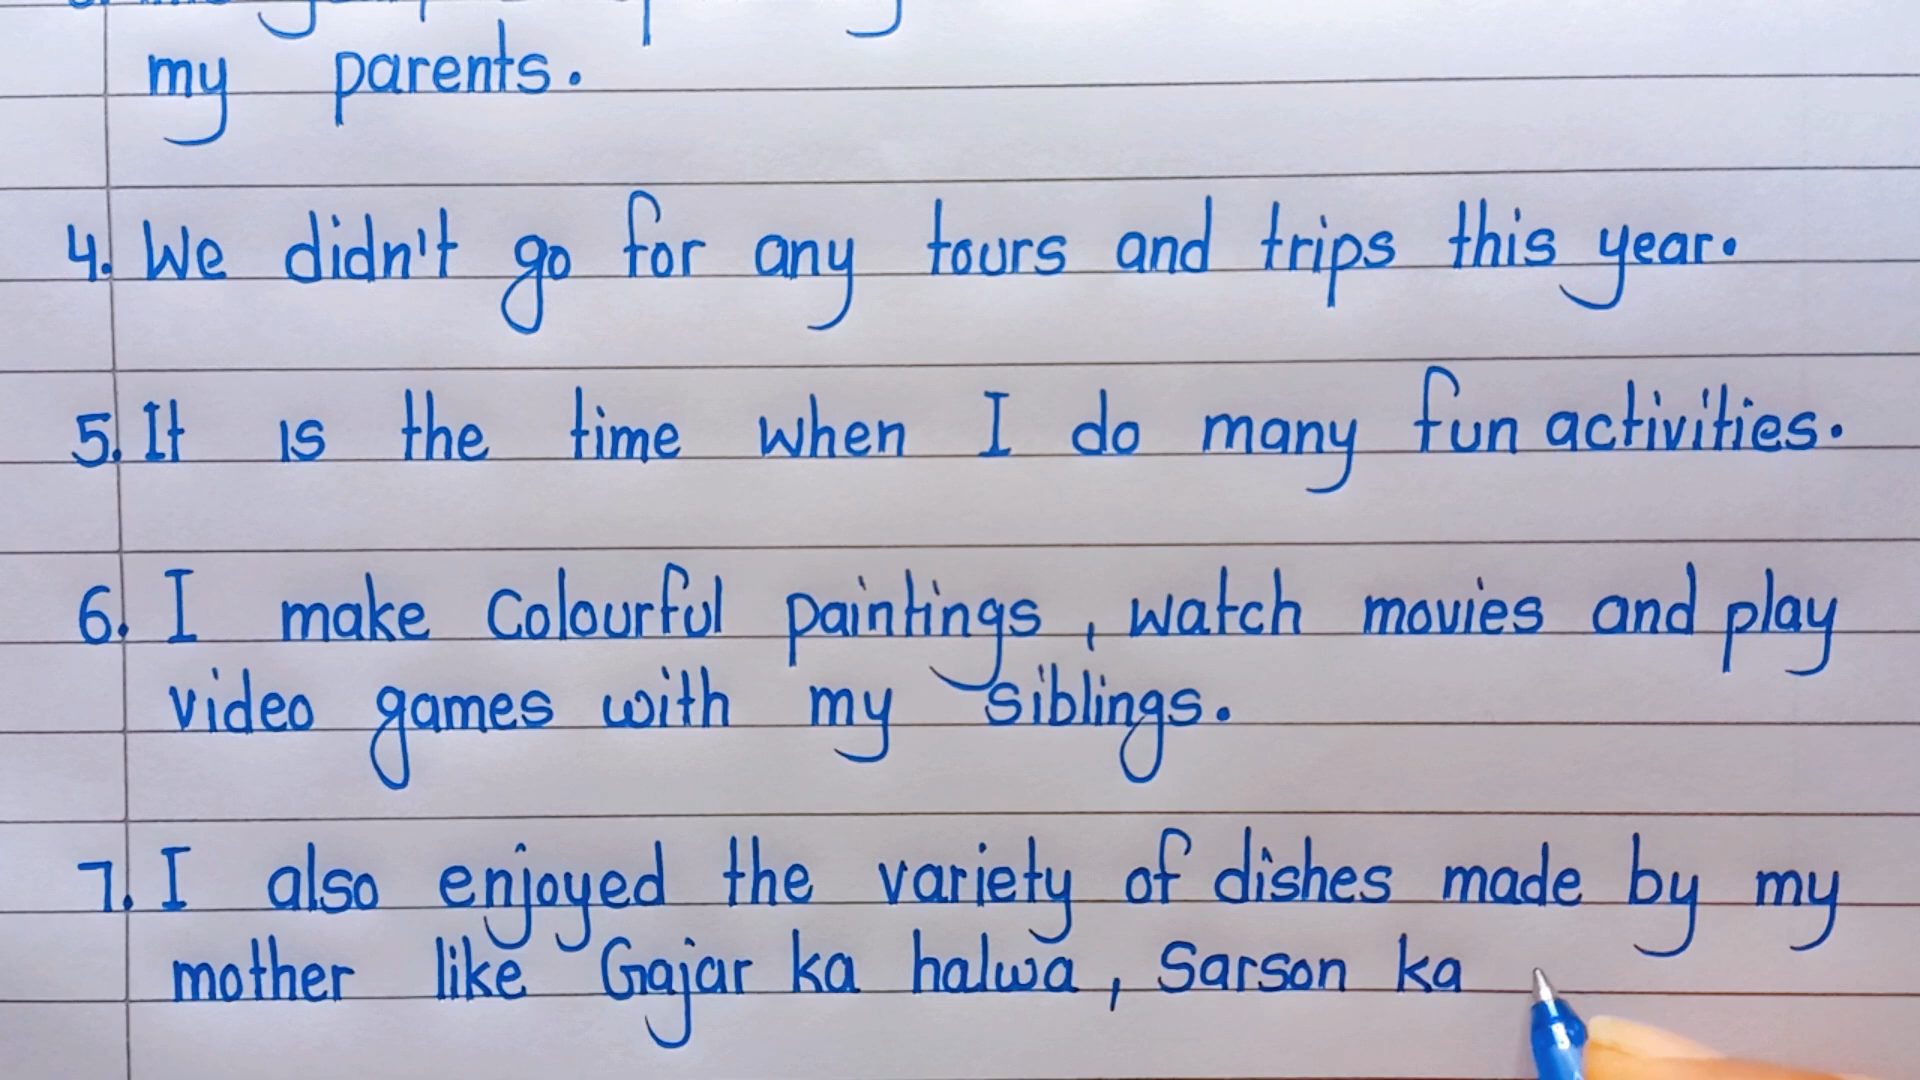 my parents.
4. We didn't go for any tours and trips this year.
5. It is the time when I do many fun activities.
6. I make colourful paintings, watch movies and play
video games with my siblings.
7. I also enjoyed the variety of dishes made by my
mother like Gajar ka halwa, Sarson ka